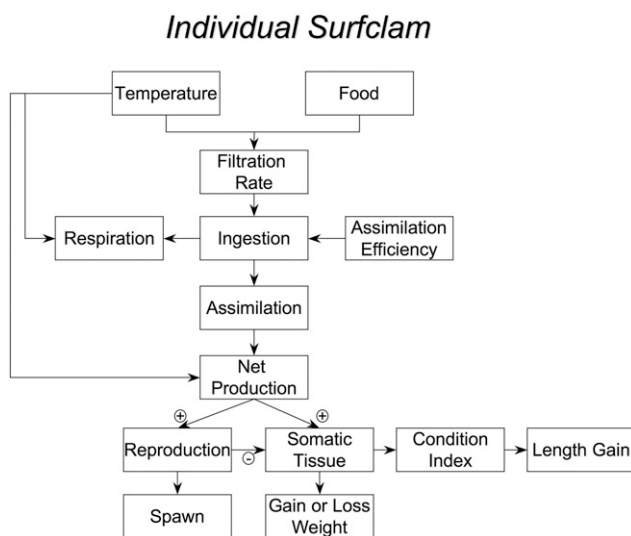 Individual Surfclam
Temperature
Food
Filtration
Rate
Respiration
Ingestion
Assimilation
Efficiency
Assimilation
Net
Production
+
+
Reproduction
-
Somatic
Tissue
Condition
Index
Length Gain
Spawn
Gain or Loss
Weight